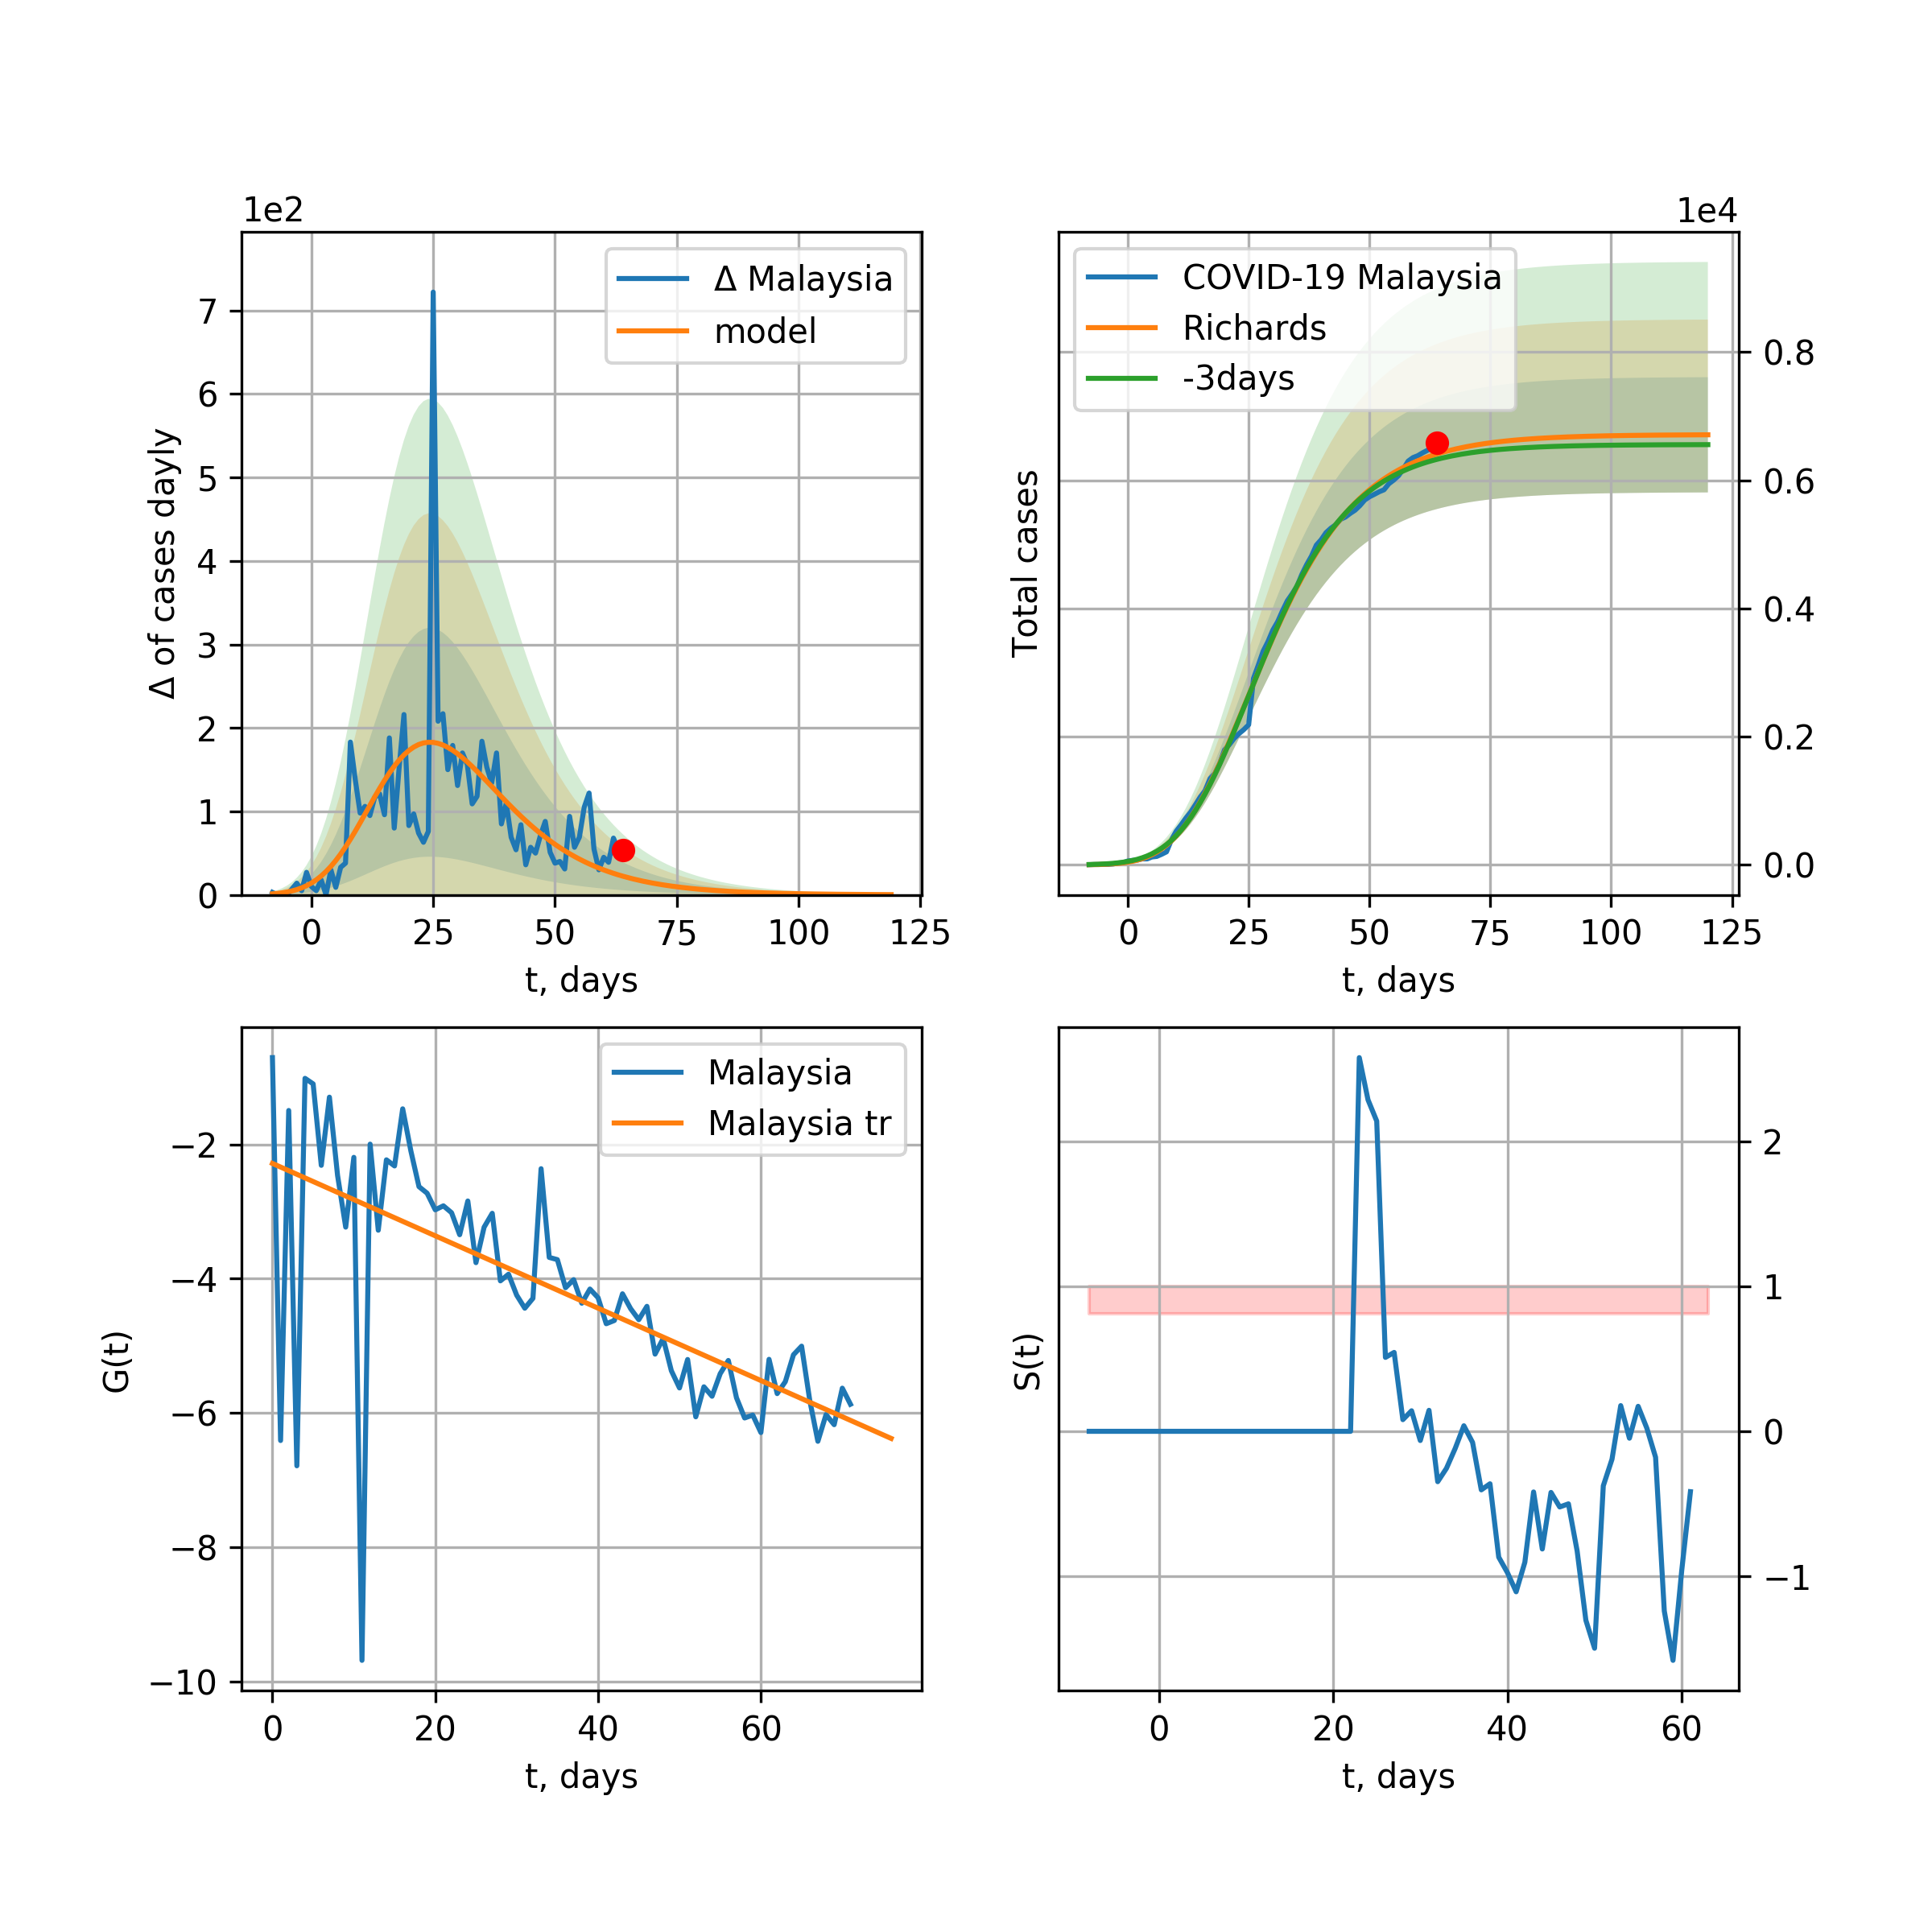 1e2
Δ Malaysia
model
7
6
5
4
3
2
1
0
Δ of cases dayly
0 25 50 75 100 125
t, days
1e4
COVID-19 Malaysia
Richards
-3days
0.8
0.6
0.4
0.2
0.0
Total cases
0 25 50 75 100 125
t, days
Malaysia
Malaysia tr
−2
−4
−6
−8
−10
G(t)
0 20 40 60
t, days
2
1
0
−1
S(t)
0 20 40 60
t, days